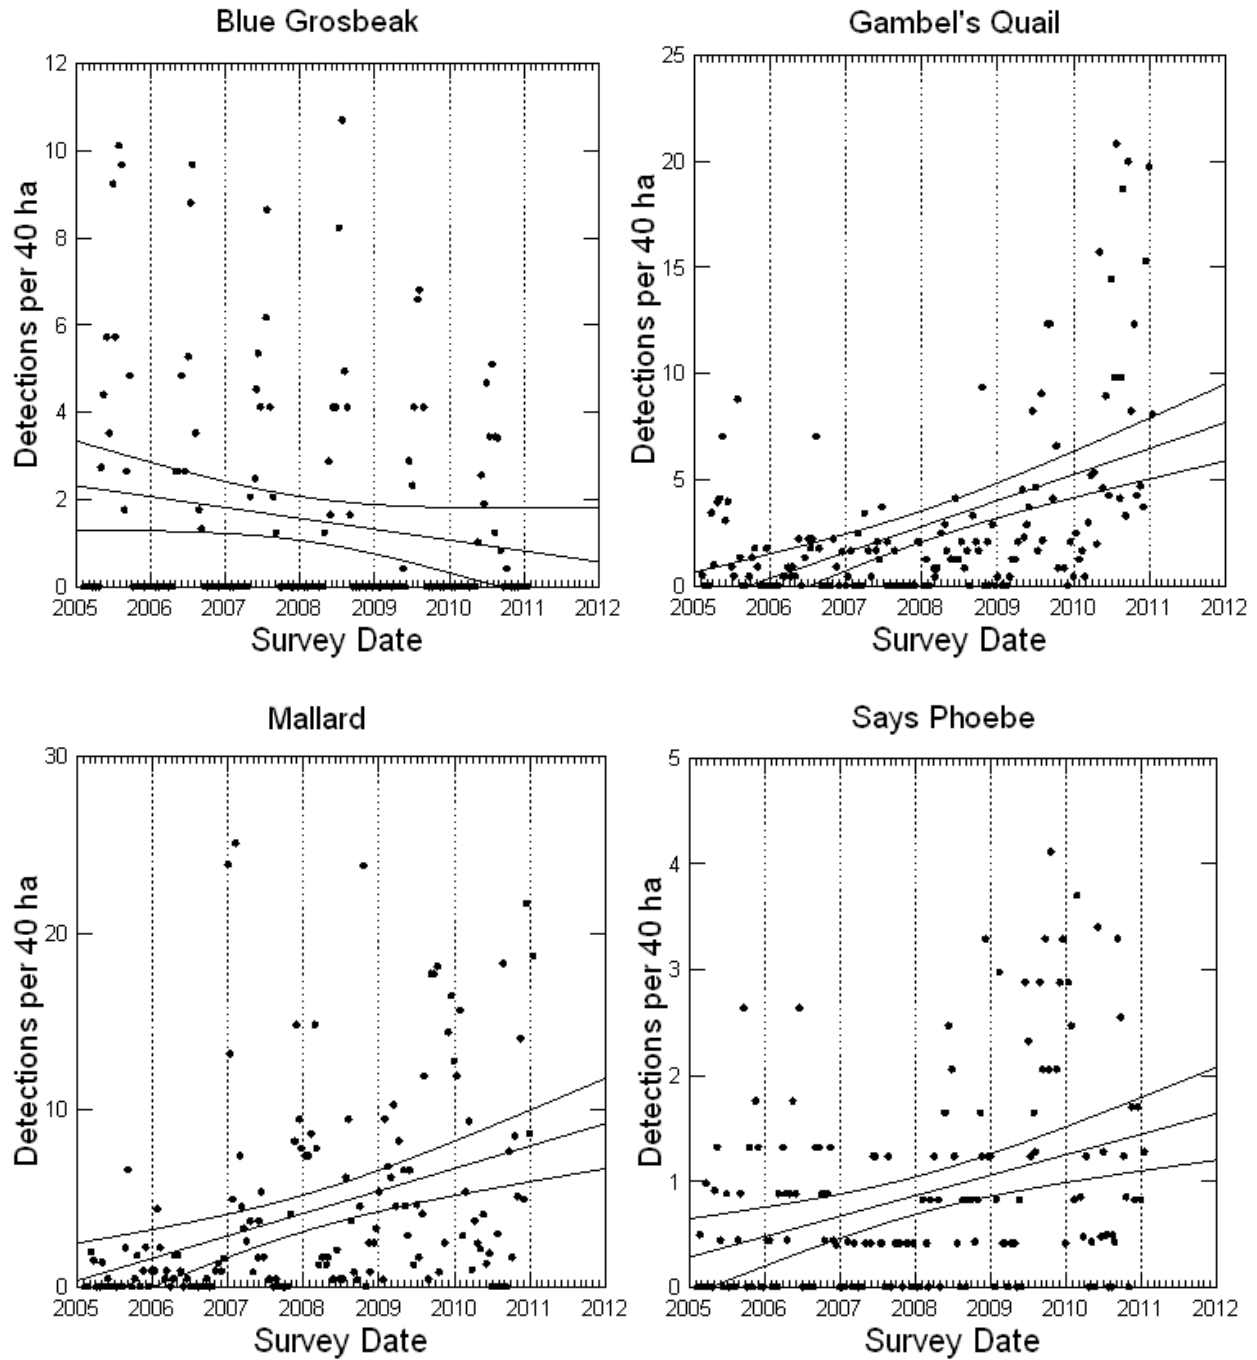 Blue Grosbeak
12
10
8
6
4
2
0
Detections per 40 ha
2005 2006 2007 2008 2009 2010 2011 2012
Survey Date
Gambel's Quail
25
20
15
10
5
0
Detections per 40 ha
2005 2006 2007 2008 2009 2010 2011 2012
Survey Date
Mallard
30
20
10
0
Detections per 40 ha
2005 2006 2007 2008 2009 2010 2011 2012
Survey Date
Says Phoebe
5
4
3
2
1
0
Detections per 40 ha
2005 2006 2007 2008 2009 2010 2011 2012
Survey Date